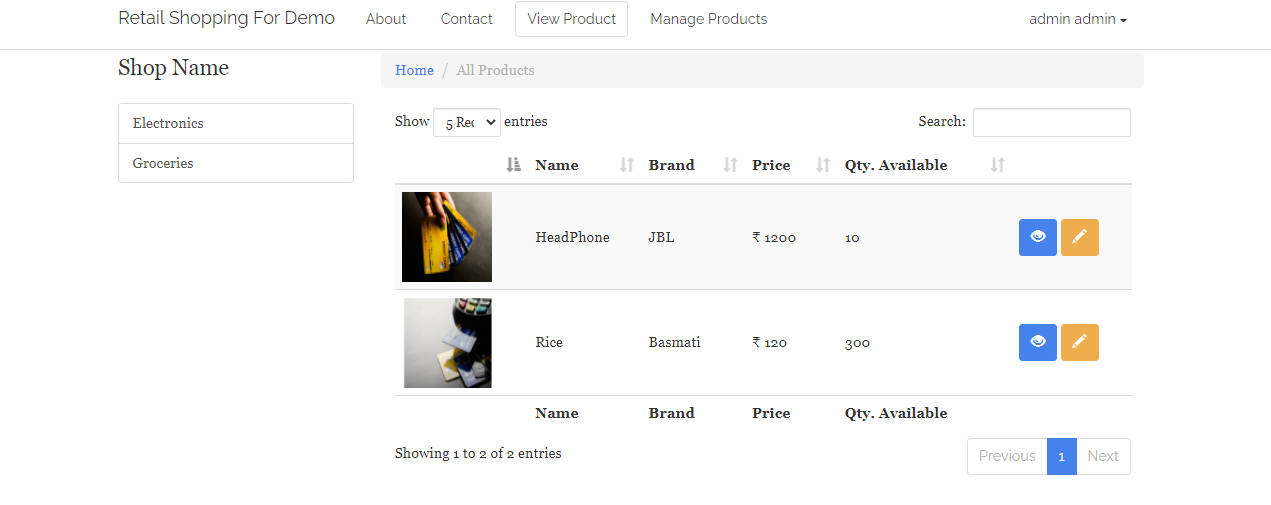 Retail Shopping For Demo About Contact View Product Manage Products admin admin
Shop Name
Electronics
Groceries
Home / All Products
Show 5 Rec entries Search:
Name Brand Price Qty. Available
HeadPhone JBL ₹ 1200 10
Rice Basmati ₹ 120 300
Name Brand Price Qty. Available
Showing 1 to 2 of 2 entries
Previous 1 Next